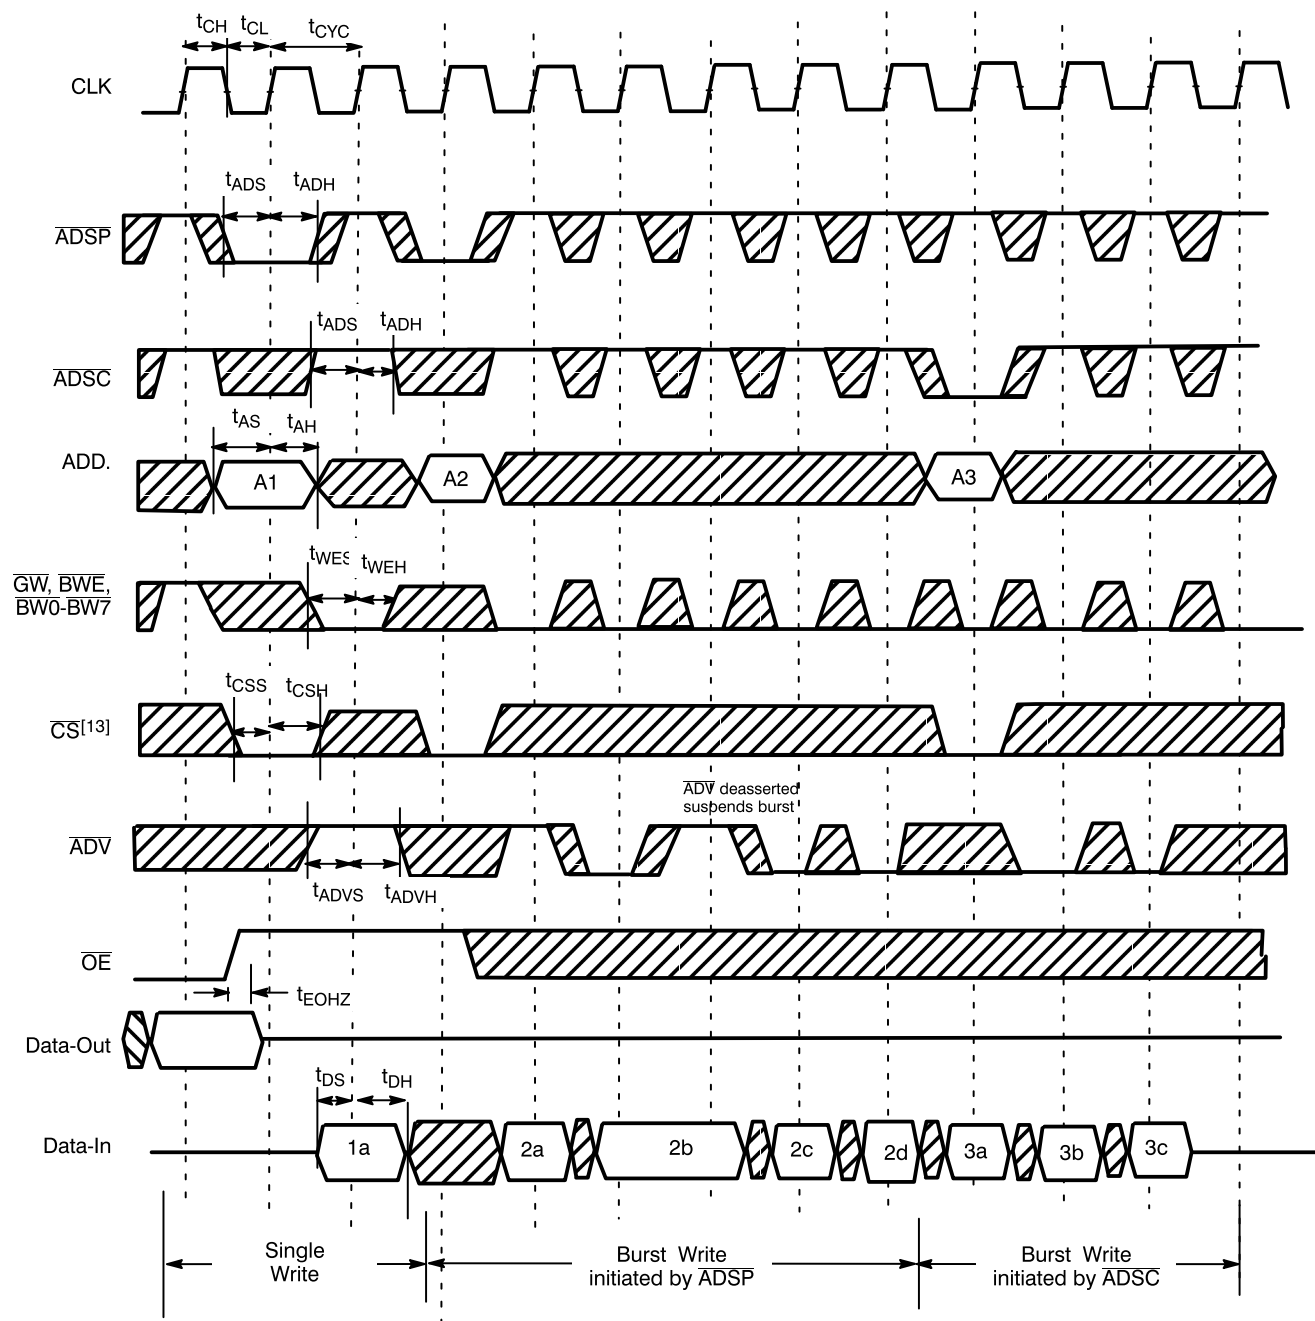 tCH tCL tCYC
CLK
tADS tADH
ADSP
tADS tADH
ADSC
tAS tAH
ADD.
A1 A2 A3
tWES tWEH
GW, BWE,
BW0-BW7
tCSS tCSH
CS[13]
ADV deasserted
suspends burst
ADV
tADVS tADVH
OE
tEOHZ
Data-Out
tDS tDH
Data-In
1a 2a 2b 2c 2d 3a 3b 3c
Single
Write
Burst Write
initiated by ADSP
Burst Write
initiated by ADSC